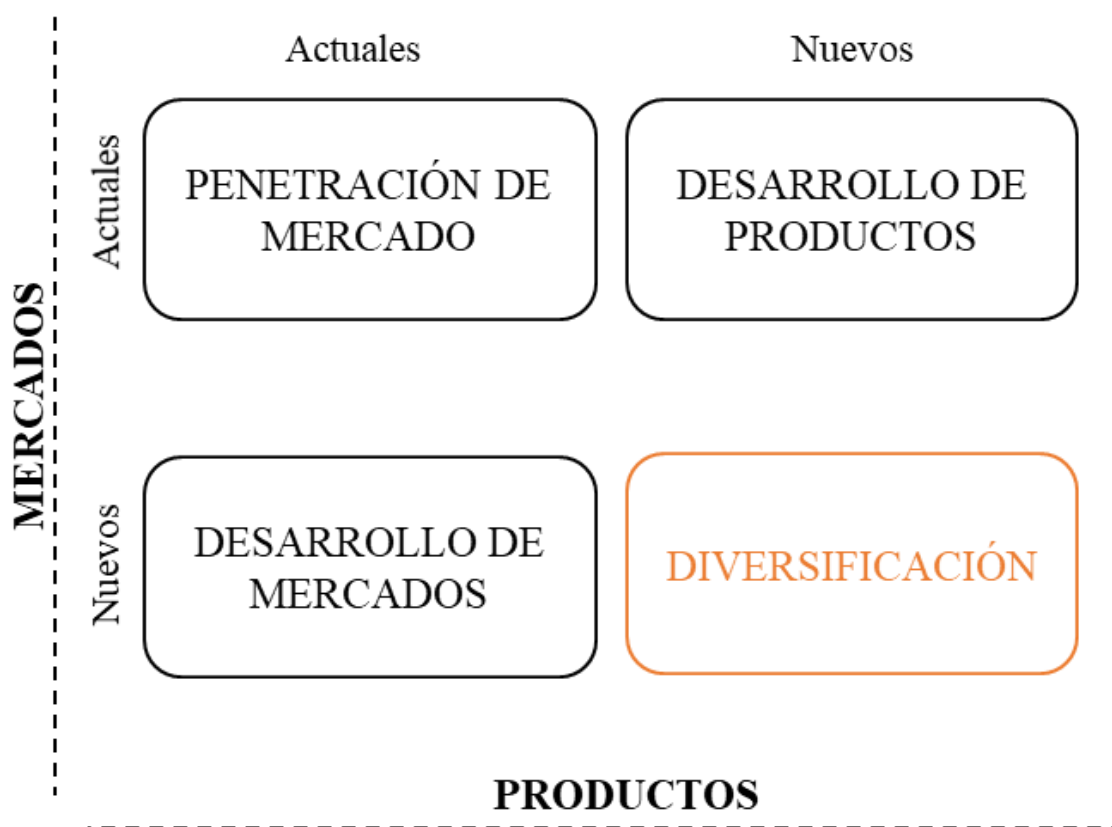 Actuales
Nuevos
Actuales
PENETRACIÓN DE
MERCADO
DESARROLLO DE
PRODUCTOS
MERCADOS
Nuevos
DESARROLLO DE
MERCADOS
DIVERSIFICACIÓN
PRODUCTOS